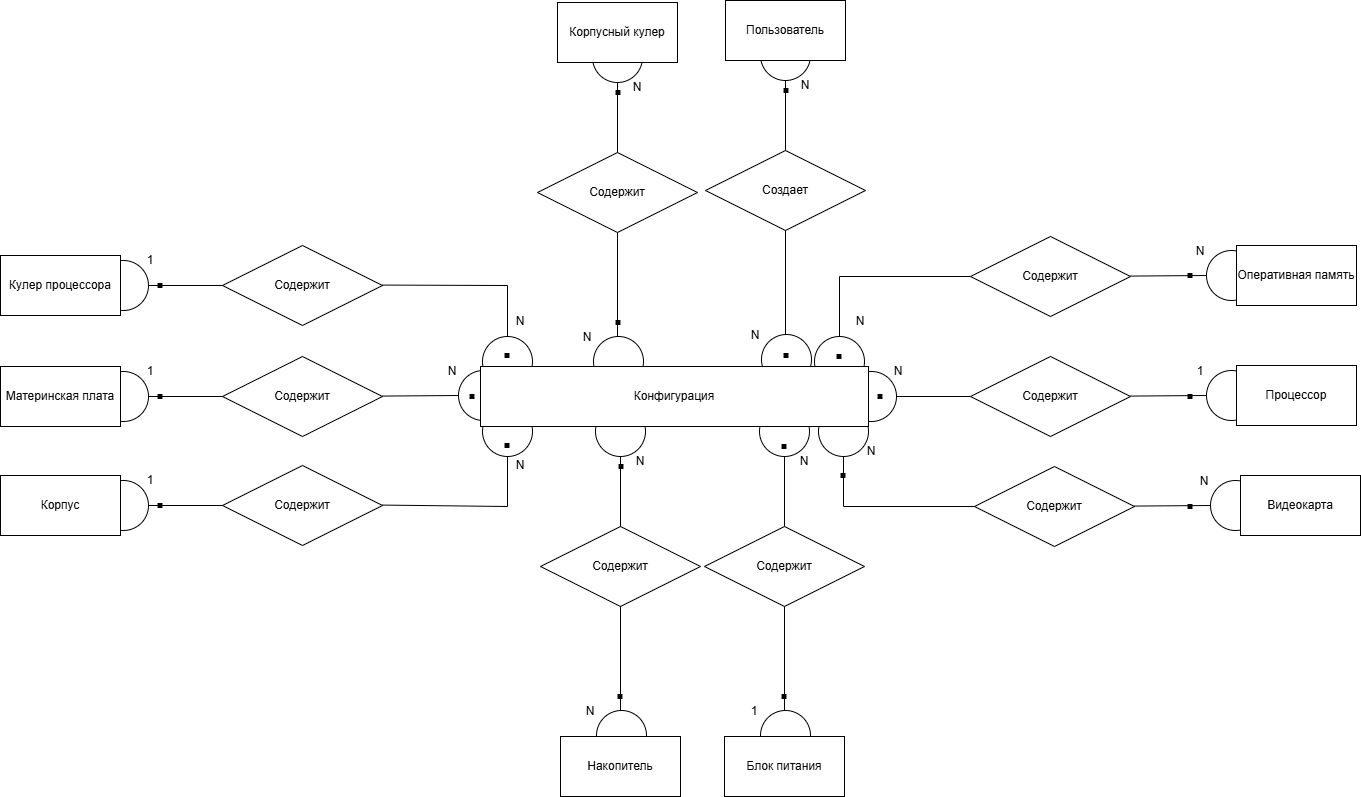 Корпусный кулер
Пользователь
N
N
Содержит
Создает
Кулер процессора
1
Содержит
N
N
N
N
Содержит
N
Оперативная память
Материнская плата
1
Содержит
N
Конфигурация
N
Содержит
1
Процессор
Корпус
1
Содержит
N
N
N
N
Содержит
N
Видеокарта
Содержит
Содержит
N
1
Накопитель
Блок питания